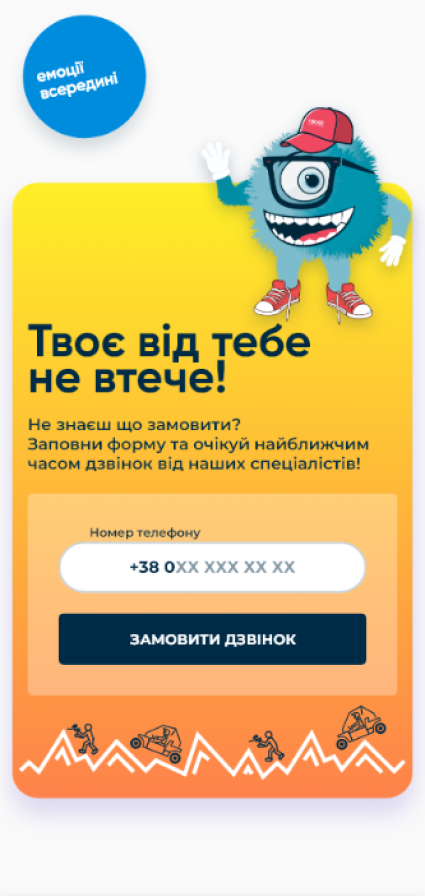 емоції
всередині
Твоє від тебе
не втече!
Не знаєш що замовити?
Заповни форму та очікуй найближчим
часом дзвінок від наших спеціалістів!
Номер телефону
+38 0XX XXX XX XX
ЗАМОВИТИ ДЗВІНОК